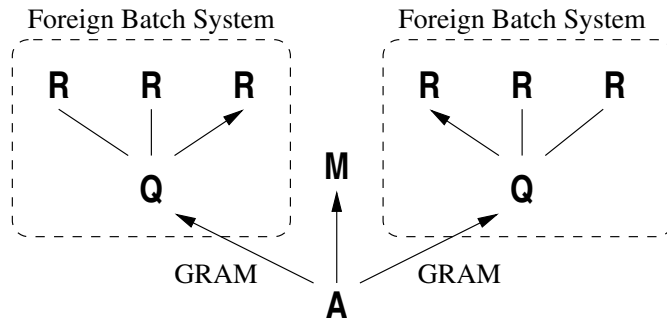 Foreign Batch System Foreign Batch System
R R R R R R
M
Q Q
GRAM GRAM
A